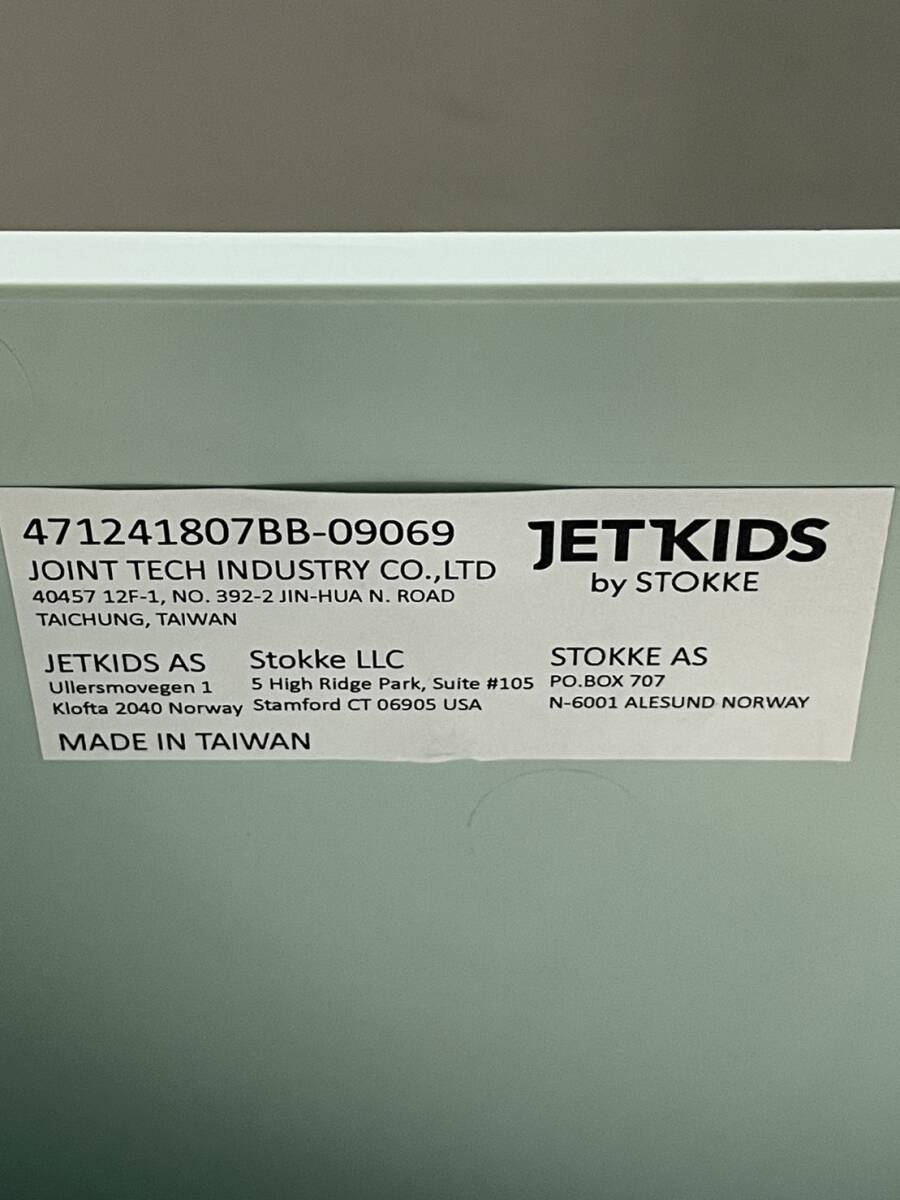 471241807BB-09069
JOINT TECH INDUSTRY CO.,LTD
40457 12F-1, NO. 392-2 JIN-HUA N. ROAD
TAICHUNG, TAIWAN
JETKIDS
by STOKKE
JETKIDS AS
Ullersmovegen 1
Klofta 2040 Norway
Stokke LLC
5 High Ridge Park, Suite #105
Stamford CT 06905 USA
STOKKE AS
PO.BOX 707
N-6001 ALESUND NORWAY
MADE IN TAIWAN